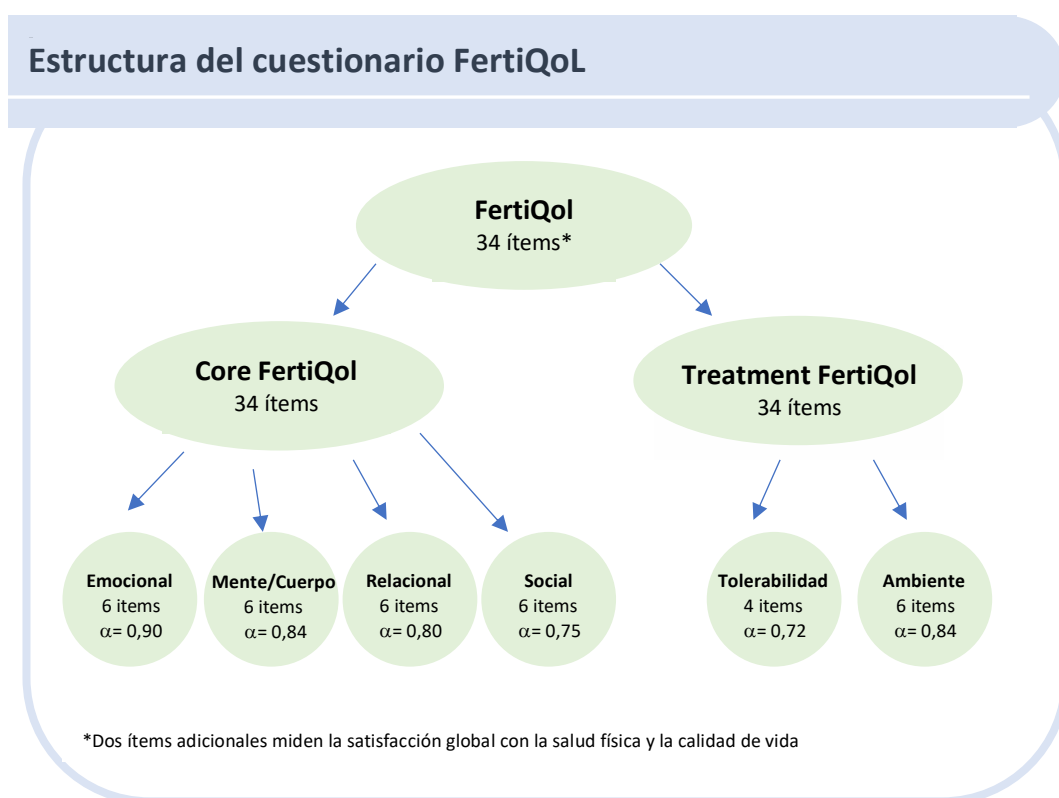 Estructura del cuestionario FertiQoL
FertiQol
34 ítems*
Core FertiQol
34 ítems
Treatment FertiQol
34 ítems
Emocional
6 items
α= 0,90
Mente/Cuerpo
6 items
α= 0,84
Relacional
6 items
α= 0,80
Social
6 items
α= 0,75
Tolerabilidad
4 items
α= 0,72
Ambiente
6 items
α= 0,84
*Dos ítems adicionales miden la satisfacción global con la salud física y la calidad de vida